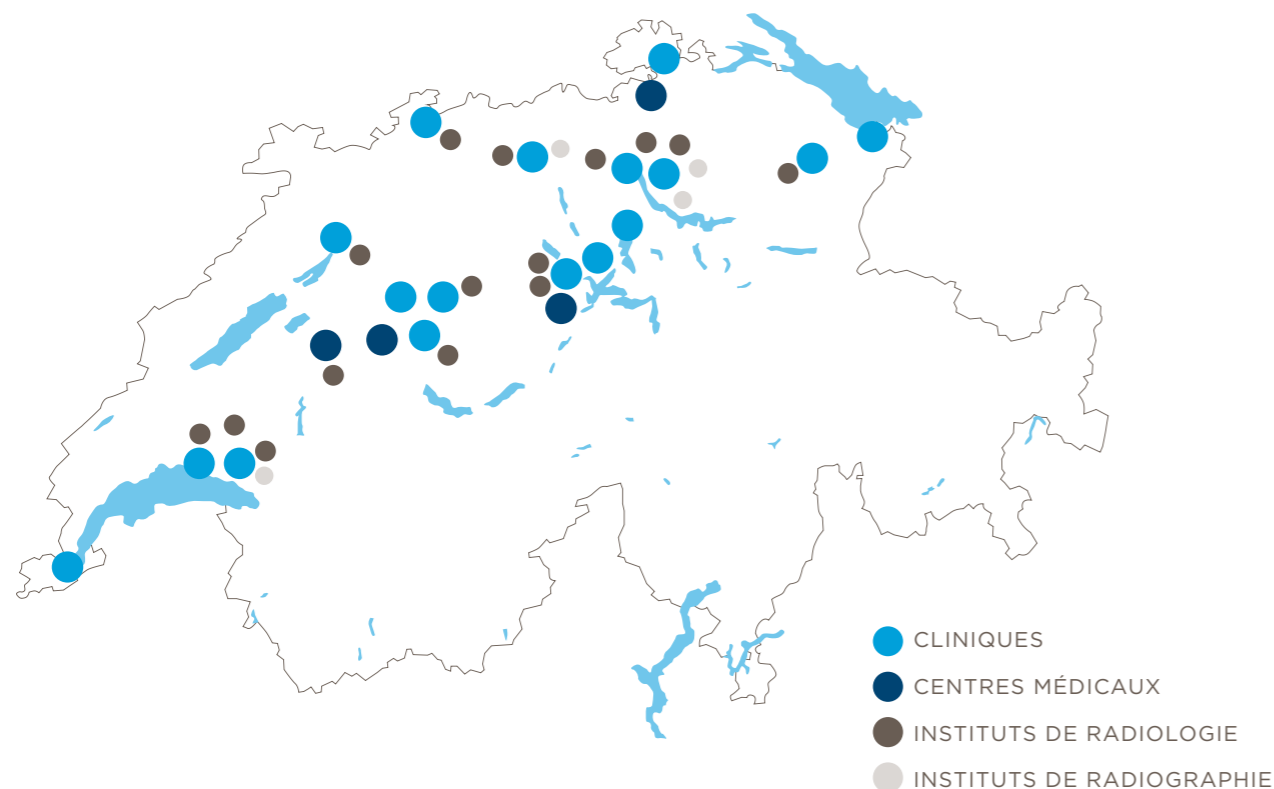 CLINIQUES
CENTRES MÉDICAUX
INSTITUTS DE RADIOLOGIE
INSTITUTS DE RADIOGRAPHIE